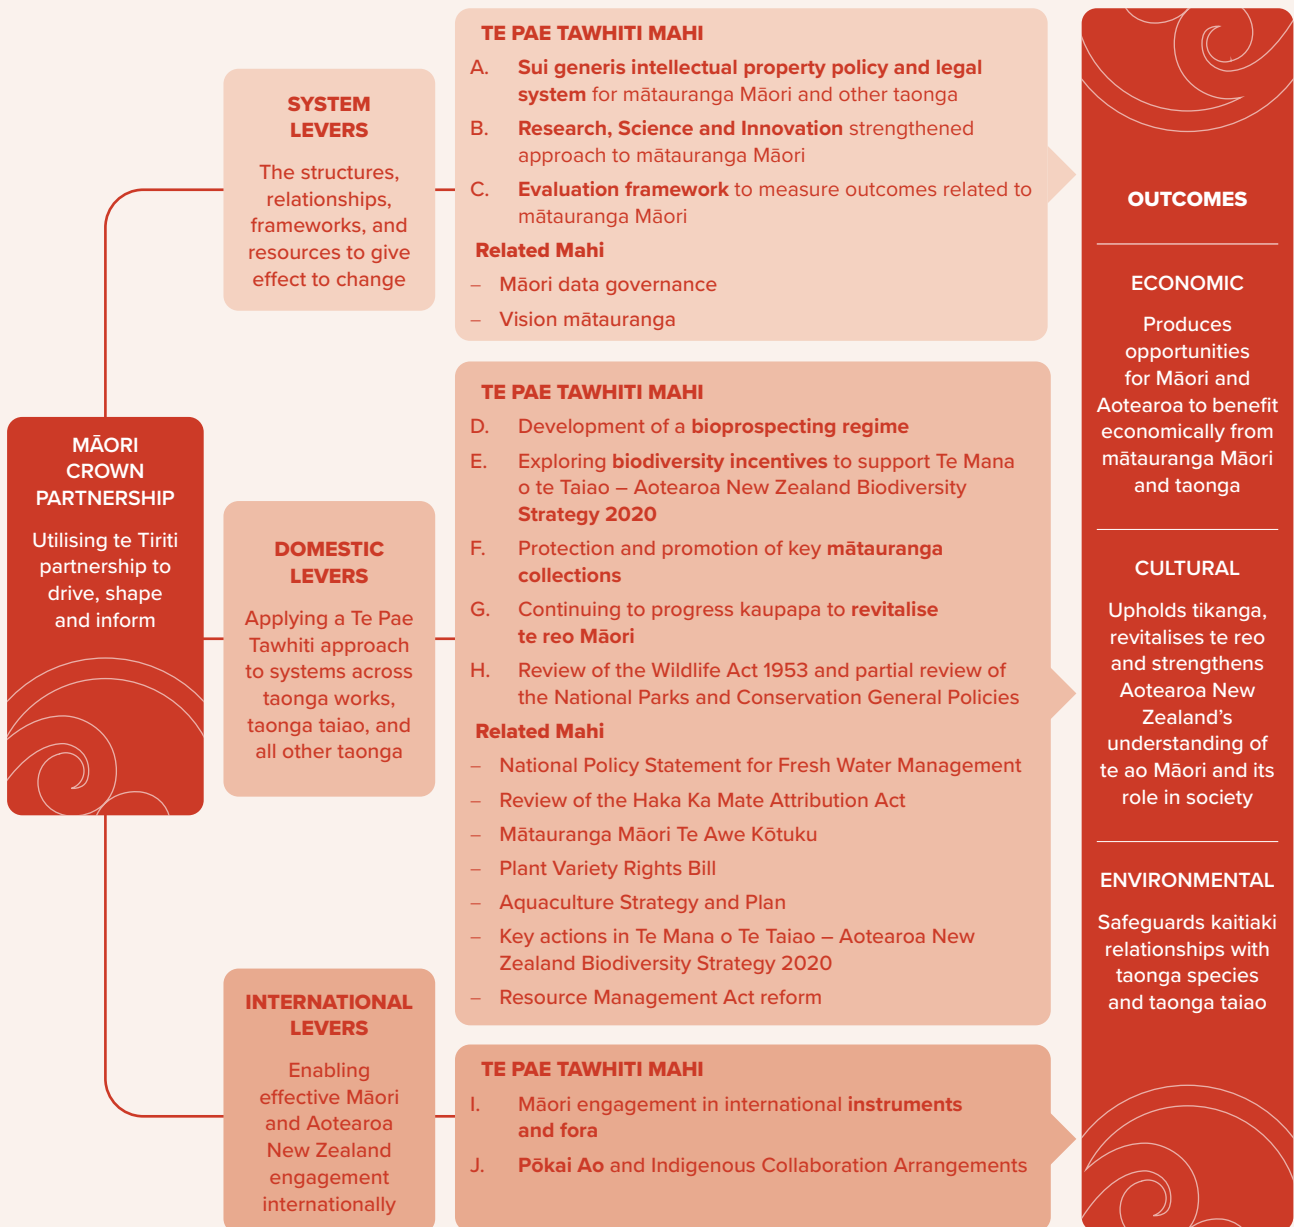 MĀORI
CROWN
PARTNERSHIP
Utilising te Tiriti
partnership to
drive, shape
and inform
SYSTEM
LEVERS
The structures,
relationships,
frameworks, and
resources to give
effect to change
TE PAE TAWHITI MAHI
A. Sui generis intellectual property policy and legal
system for mātauranga Māori and other taonga
B. Research, Science and Innovation strengthened
approach to mātauranga Māori
C. Evaluation framework to measure outcomes related to
mātauranga Māori
Related Mahi
– Māori data governance
– Vision mātauranga
DOMESTIC
LEVERS
Applying a Te Pae
Tawhiti approach
to systems across
taonga works,
taonga taiao, and
all other taonga
TE PAE TAWHITI MAHI
D. Development of a bioprospecting regime
E. Exploring biodiversity incentives to support Te Mana
o te Taiao – Aotearoa New Zealand Biodiversity
Strategy 2020
F. Protection and promotion of key mātauranga
collections
G. Continuing to progress kaupapa to revitalise
te reo Māori
H. Review of the Wildlife Act 1953 and partial review of
the National Parks and Conservation General Policies
Related Mahi
– National Policy Statement for Fresh Water Management
– Review of the Haka Ka Mate Attribution Act
– Mātauranga Māori Te Awe Kōtuku
– Plant Variety Rights Bill
– Aquaculture Strategy and Plan
– Key actions in Te Mana o Te Taiao – Aotearoa New
Zealand Biodiversity Strategy 2020
– Resource Management Act reform
INTERNATIONAL
LEVERS
Enabling
effective Māori
and Aotearoa
New Zealand
engagement
internationally
TE PAE TAWHITI MAHI
I. Māori engagement in international instruments
and fora
J. Pōkai Ao and Indigenous Collaboration Arrangements
OUTCOMES
ECONOMIC
Produces
opportunities
for Māori and
Aotearoa to benefit
economically from
mātauranga Māori
and taonga
CULTURAL
Upholds tikanga,
revitalises te reo
and strengthens
Aotearoa New
Zealand's
understanding of
te ao Māori and its
role in society
ENVIRONMENTAL
Safeguards kaitiaki
relationships with
taonga species
and taonga taiao